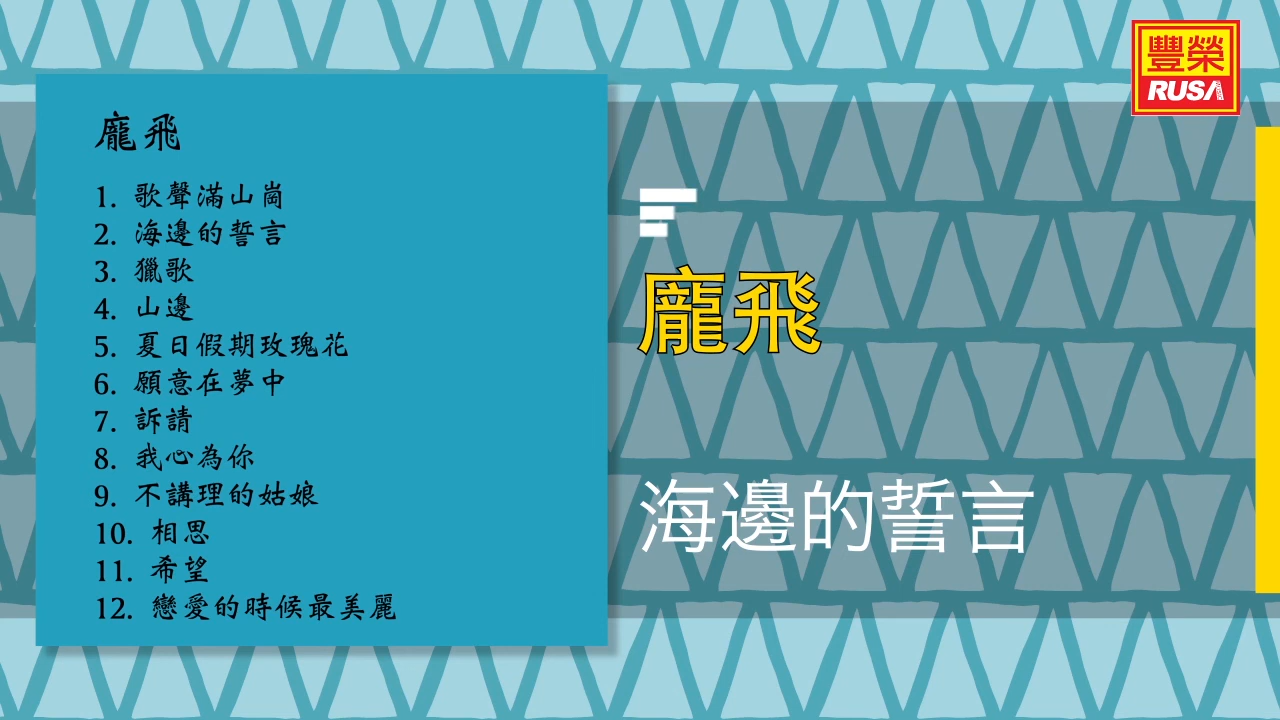 龐飛
1. 歌聲滿山崗
2. 海邊的誓言
3. 獵歌
4. 山邊
5. 夏日假期玫瑰花
6. 願意在夢中
7. 訴請
8. 我心為你
9. 不講理的姑娘
10. 相思
11. 希望
12. 戀愛的時候最美麗
豐榮
RUSA
龐飛
海邊的誓言